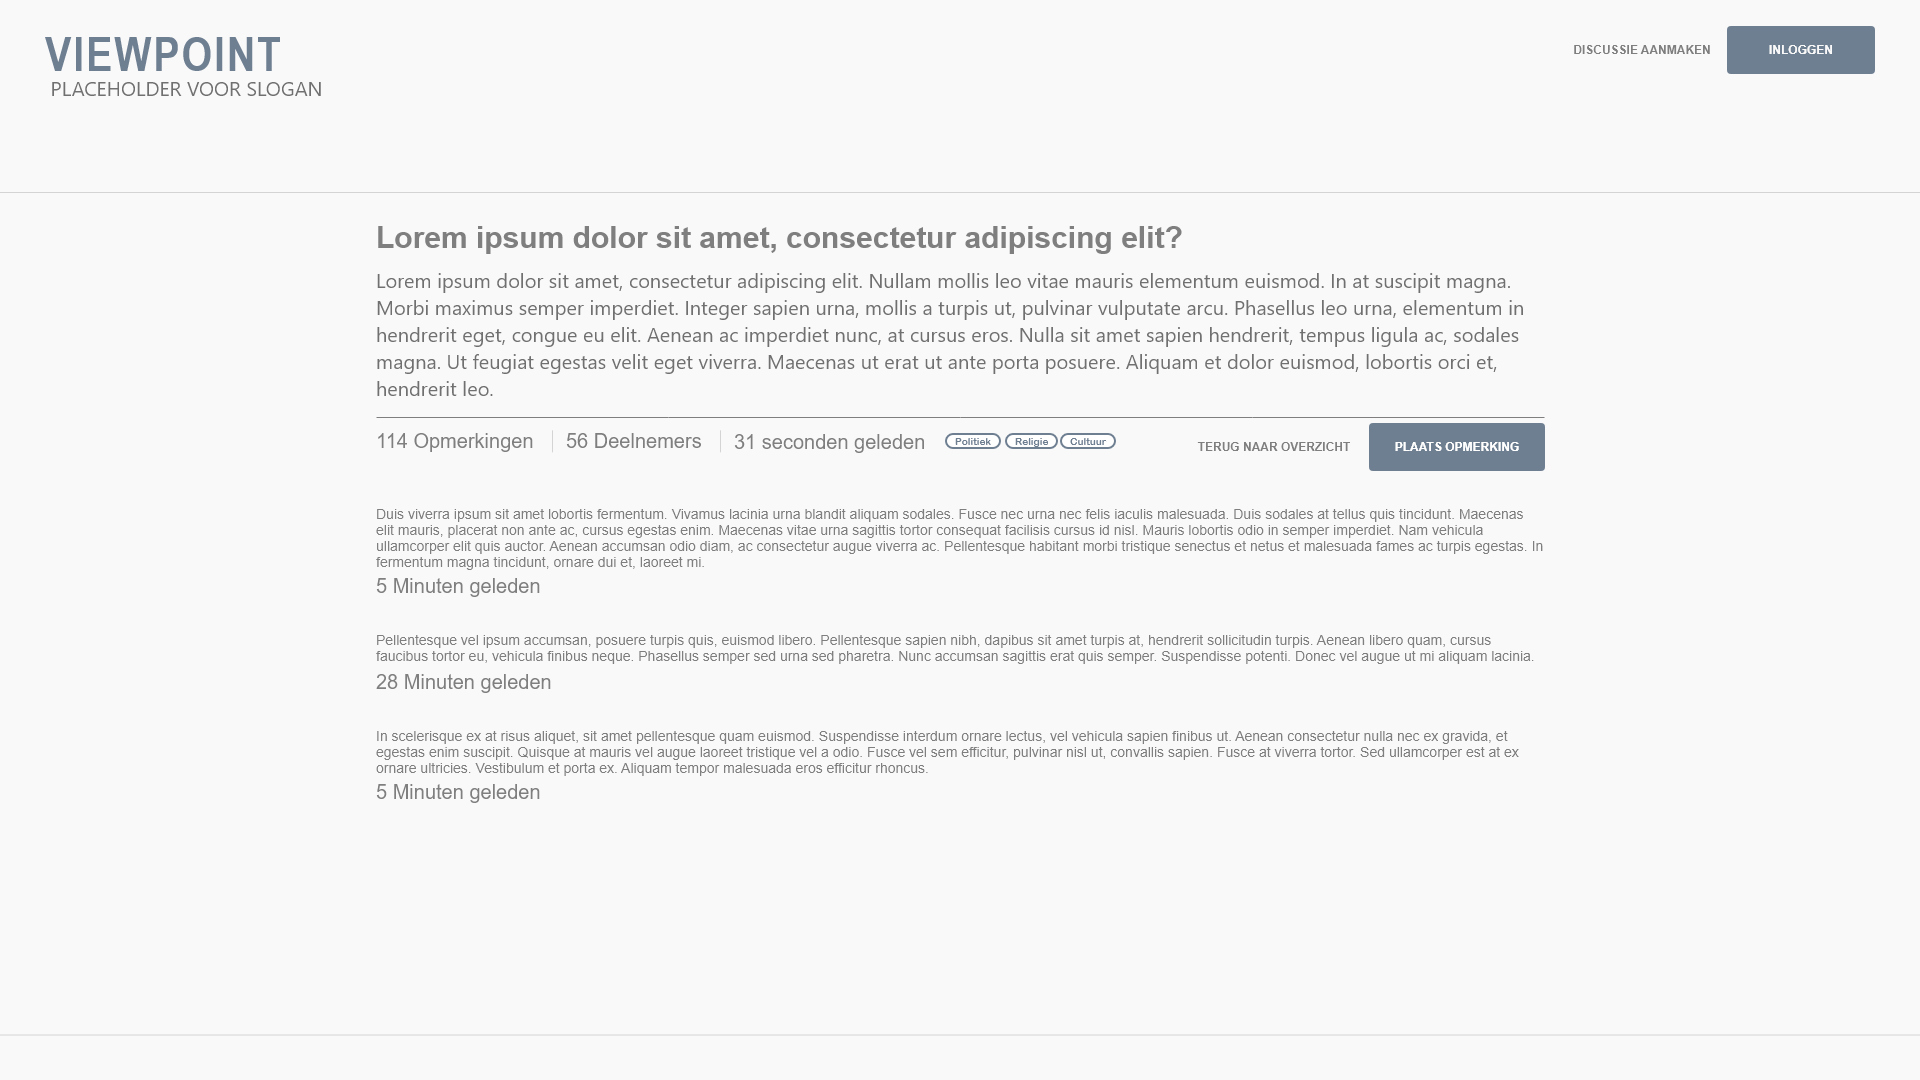 VIEWPOINT
PLACEHOLDER VOOR SLOGAN
DISCUSSIE AANMAKEN
INLOGGEN
Lorem ipsum dolor sit amet, consectetur adipiscing elit?
Lorem ipsum dolor sit amet, consectetur adipiscing elit. Nullam mollis leo vitae mauris elementum euismod. In at suscipit magna.
Morbi maximus semper imperdiet. Integer sapien urna, mollis a turpis ut, pulvinar vulputate arcu. Phasellus leo urna, elementum in
hendrerit eget, congue eu elit. Aenean ac imperdiet nunc, at cursus eros. Nulla sit amet sapien hendrerit, tempus ligula ac, sodales
magna. Ut feugiat egestas velit eget viverra. Maecenas ut erat ut ante porta posuere. Aliquam et dolor euismod, lobortis orci et,
hendrerit leo.
114 Opmerkingen
56 Deelnemers
31 seconden geleden
Politiek
Religie
Cultuur
TERUG NAAR OVERZICHT
PLAATS OPMERKING
Duis viverra ipsum sit amet lobortis fermentum. Vivamus lacinia urna blandit aliquam sodales. Fusce nec urna nec felis iaculis malesuada. Duis sodales at tellus quis tincidunt. Maecenas
elit mauris, placerat non ante ac, cursus egestas enim. Maecenas vitae urna sagittis tortor consequat facilisis cursus id nisl. Mauris lobortis odio in semper imperdiet. Nam vehicula
ullamcorper elit quis auctor. Aenean accumsan odio diam, ac consectetur augue viverra ac. Pellentesque habitant morbi tristique senectus et netus et malesuada fames ac turpis egestas. In
fermentum magna tincidunt, ornare dui et, laoreet mi.
5 Minuten geleden
Pellentesque vel ipsum accumsan, posuere turpis quis, euismod libero. Pellentesque sapien nibh, dapibus sit amet turpis at, hendrerit sollicitudin turpis. Aenean libero quam, cursus
faucibus tortor eu, vehicula finibus neque. Phasellus semper sed urna sed pharetra. Nunc accumsan sagittis erat quis semper. Suspendisse potenti. Donec vel augue ut mi aliquam lacinia.
28 Minuten geleden
In scelerisque ex at risus aliquet, sit amet pellentesque quam euismod. Suspendisse interdum ornare lectus, vel vehicula sapien finibus ut. Aenean consectetur nulla nec ex gravida, et
egestas enim suscipit. Quisque at mauris vel augue laoreet tristique vel a odio. Fusce vel sem efficitur, pulvinar nisl ut, convallis sapien. Fusce at viverra tortor. Sed ullamcorper est at ex
ornare ultricies. Vestibulum et porta ex. Aliquam tempor malesuada eros efficitur rhoncus.
5 Minuten geleden